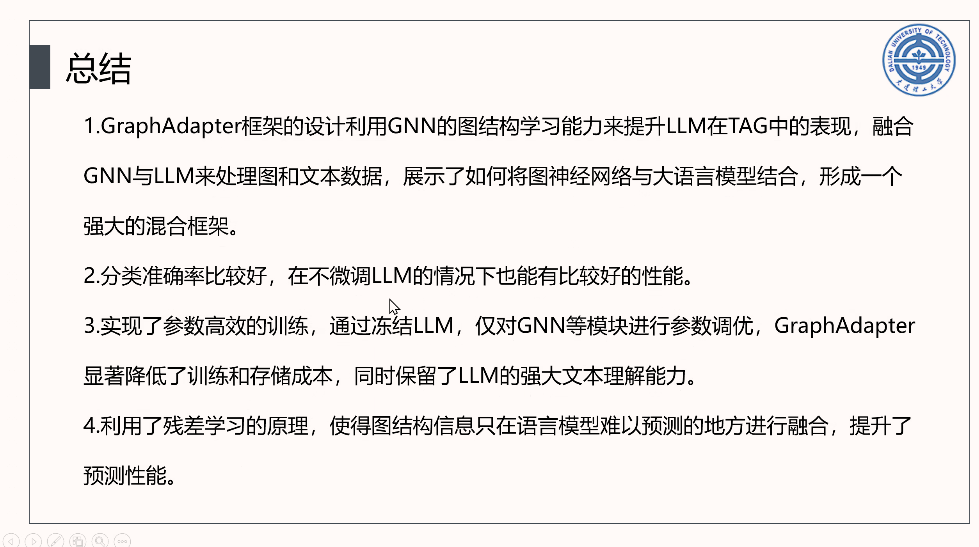 总结
DALIAN UNIVERSITY OF TECHNOLOGY
1949
大连理工大学
1.GraphAdapter框架的设计利用GNN的图结构学习能力来提升LLM在TAG中的表现，融合
GNN与LLM来处理图和文本数据，展示了如何将图神经网络与大语言模型结合，形成一个
强大的混合框架。
2.分类准确率比较好，在不微调LLM的情况下也能有比较好的性能。
3.实现了参数高效的训练，通过冻结LLM，仅对GNN等模块进行参数调优，GraphAdapter
显著降低了训练和存储成本，同时保留了LLM的强大文本理解能力。
4.利用了残差学习的原理，使得图结构信息只在语言模型难以预测的地方进行融合，提升了
预测性能。